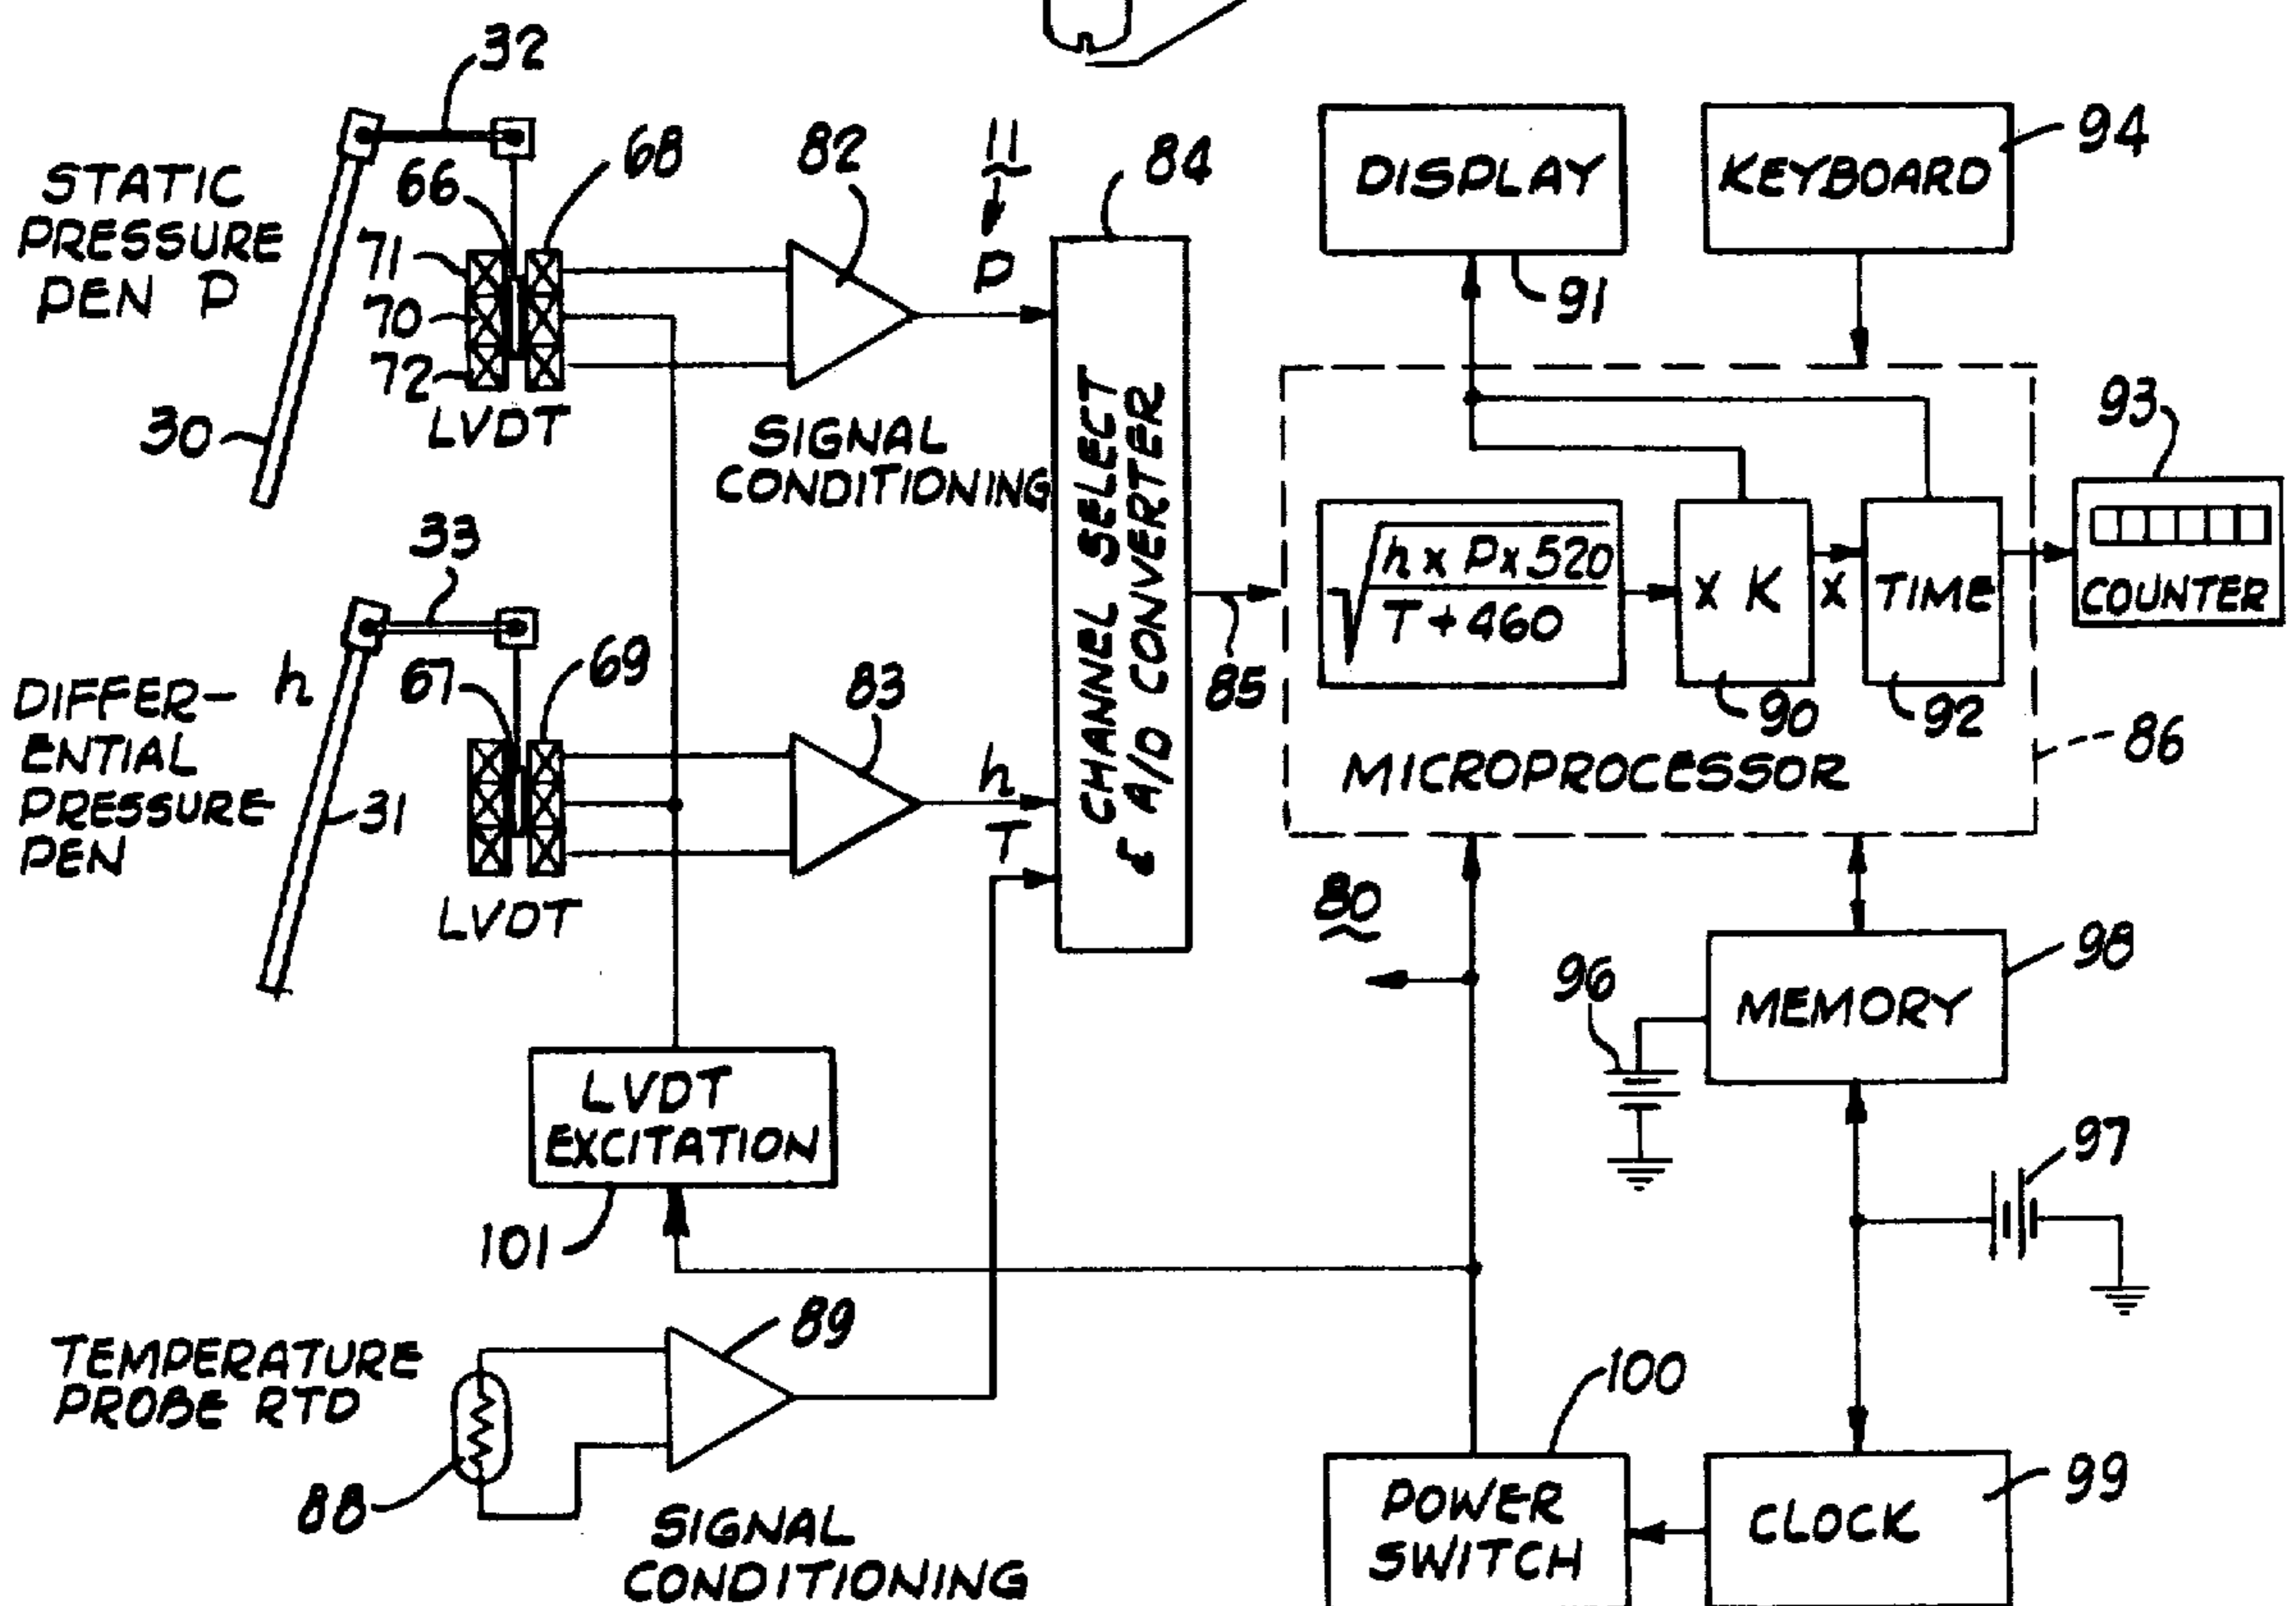 32
STATIC
PRESSURE
PEN P
66
68
71
70
72
30
LVDT
82
SIGNAL
CONDITIONING
11
P
84
CHANNEL SELECT
& A/D CONVERTER
DISPLAY
91
KEYBOARD
94
93
COUNTER
√ h x P x 520
T + 460
x K
X
TIME
90
92
MICROPROCESSOR
86
85
33
h
DIFFER-
ENTIAL
PRESSURE
PEN
67
69
31
LVDT
83
h
T
80
96
MEMORY
98
97
LVDT
EXCITATION
101
TEMPERATURE
PROBE RTD
88
89
SIGNAL
CONDITIONING
100
POWER
SWITCH
CLOCK
99